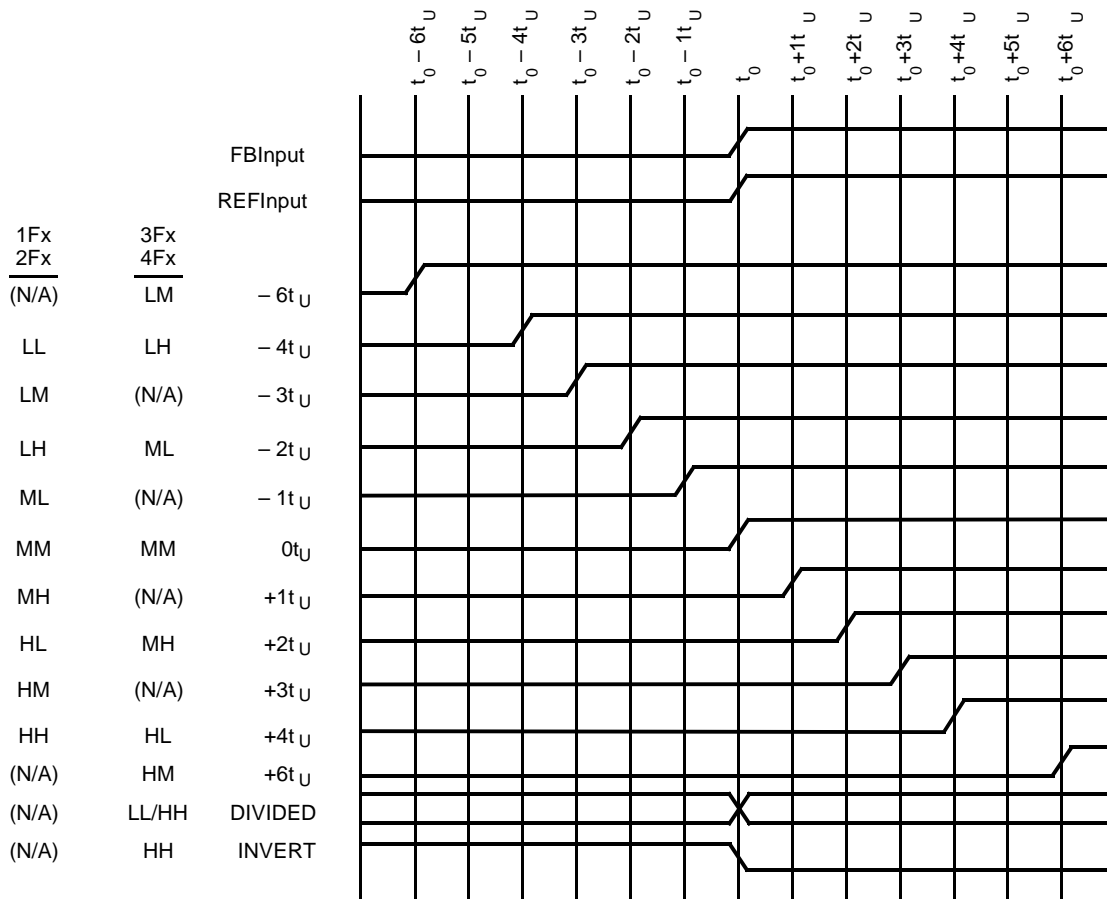 t0 – 6tU t0 – 5tU t0 – 4tU t0 – 3tU t0 – 2tU t0 – 1tU t0 t0+1tU t0+2tU t0+3tU t0+4tU t0+5tU t0+6tU
FBInput
REFInput
1Fx 3Fx
2Fx 4Fx
(N/A) LM – 6tU
LL LH – 4tU
LM (N/A) – 3tU
LH ML – 2tU
ML (N/A) – 1tU
MM MM 0tU
MH (N/A) +1tU
HL MH +2tU
HM (N/A) +3tU
HH HL +4tU
(N/A) HM +6tU
(N/A) LL/HH DIVIDED
(N/A) HH INVERT